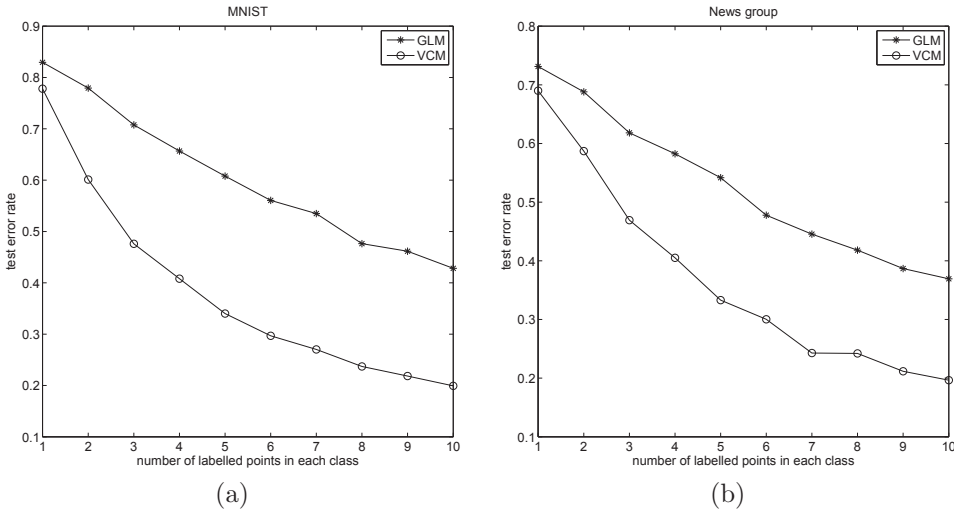 MNIST
0.9
0.8
0.7
0.6
0.5
0.4
0.3
0.2
0.1
test error rate
GLM
VCM
1 2 3 4 5 6 7 8 9 10
number of labelled points in each class
(a)
News group
0.8
0.7
0.6
0.5
0.4
0.3
0.2
0.1
test error rate
GLM
VCM
1 2 3 4 5 6 7 8 9 10
number of labelled points in each class
(b)